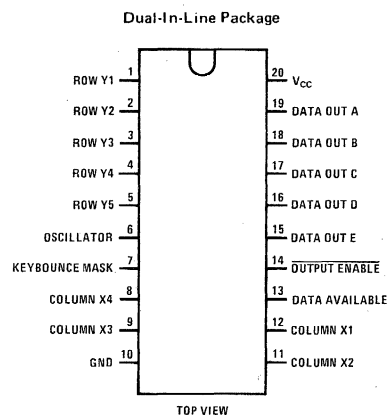 Dual-In-Line Package
ROW Y1 1
20 VCC
ROW Y2 2
19 DATA OUT A
ROW Y3 3
18 DATA OUT B
ROW Y4 4
17 DATA OUT C
ROW Y5 5
16 DATA OUT D
OSCILLATOR 6
15 DATA OUT E
KEYBOUNCE MASK 7
14 OUTPUT ENABLE
COLUMN X4 8
13 DATA AVAILABLE
COLUMN X3 9
12 COLUMN X1
GND 10
11 COLUMN X2
TOP VIEW